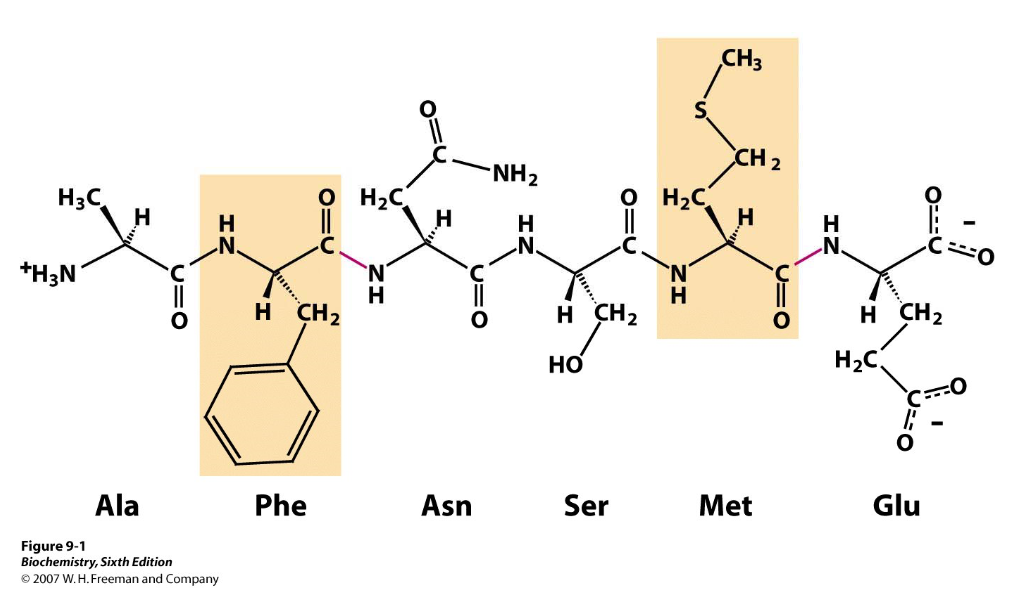 CH3
S
O
CH2
C
NH2
H3C
H
H
O
H2C
H
H
O
H2C
H
H
O
−
+H3N
C
N
C
N
H
C
N
C
N
H
C
N
C
O
O
H
CH2
O
H
CH2
O
H
CH2
HO
H2C
C
O
O
−
Ala Phe Asn Ser Met Glu
Figure 9-1
Biochemistry, Sixth Edition
© 2007 W. H. Freeman and Company